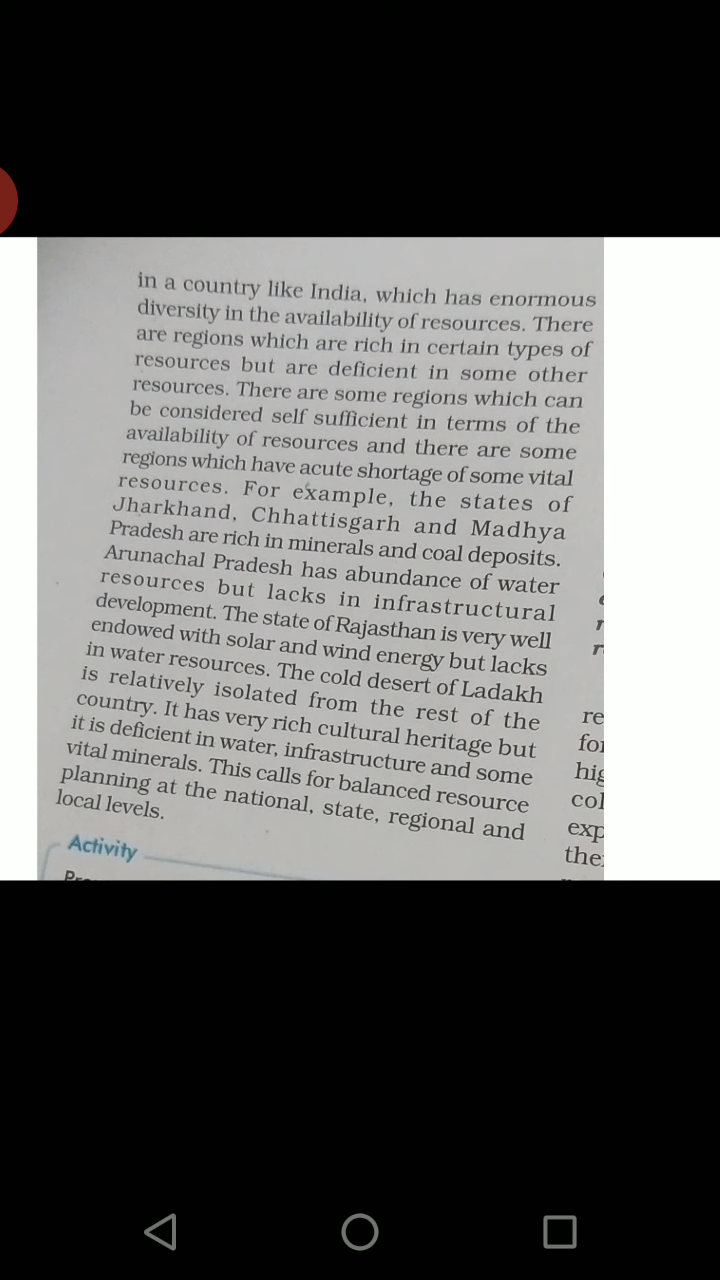 in a country like India, which has enormous
diversity in the availability of resources. There
are regions which are rich in certain types of
resources but are deficient in some other
resources. There are some regions which can
be considered self sufficient in terms of the
availability of resources and there are some
regions which have acute shortage of some vital
resources. For example, the states of
Jharkhand, Chhattisgarh and Madhya
Pradesh are rich in minerals and coal deposits.
Arunachal Pradesh has abundance of water
resources but lacks in infrastructural
development. The state of Rajasthan is very well
endowed with solar and wind energy but lacks
in water resources. The cold desert of Ladakh
is relatively isolated from the rest of the
country. It has very rich cultural heritage but
it is deficient in water, infrastructure and some
vital minerals. This calls for balanced resource
planning at the national, state, regional and
local levels.
Activity
re
for
hig
col
exp
the